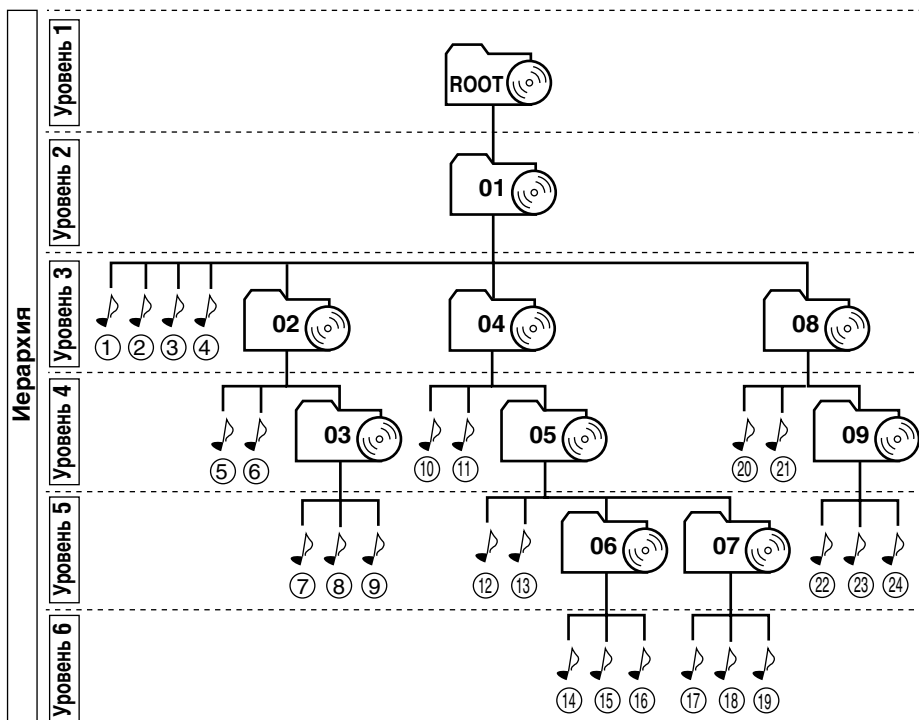 Иерархия
Уровень 1
ROOT
Уровень 2
01
Уровень 3
① ② ③ ④
02 04 08
Уровень 4
⑤ ⑥ 03 ⑩ ⑪ 05 ⑳ ㉑ 09
Уровень 5
⑦ ⑧ ⑨ ⑫ ⑬ 06 07 ㉒ ㉓ ㉔
Уровень 6
⑭ ⑮ ⑯ ⑰ ⑱ ⑲